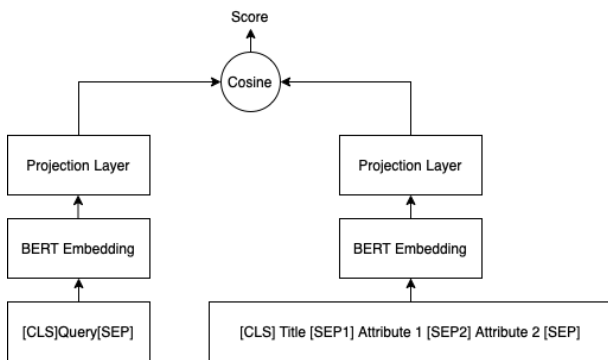 Score
Cosine
Projection Layer
Projection Layer
BERT Embedding
BERT Embedding
[CLS]Query[SEP]
[CLS] Title [SEP1] Attribute 1 [SEP2] Attribute 2 [SEP]